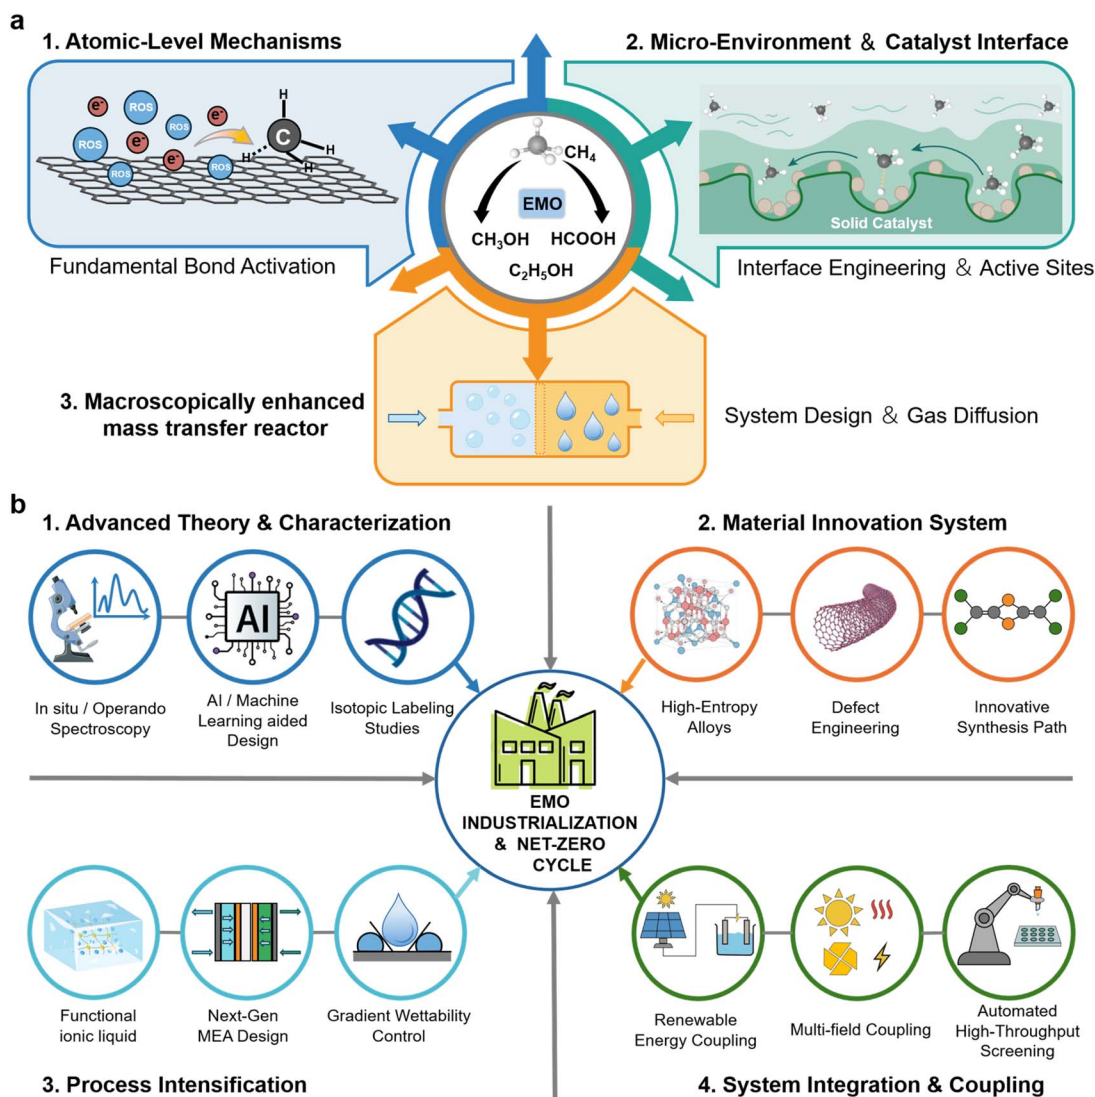 a
1. Atomic-Level Mechanisms
2. Micro-Environment & Catalyst Interface
e-
ROS
e-
ROS
ROS
e-
e-
ROS
ROS
H
C
H
H
H
Fundamental Bond Activation
CH₄
EMO
CH₃OH
HCOOH
C₂H₅OH
Solid Catalyst
Interface Engineering & Active Sites
3. Macroscopically enhanced
mass transfer reactor
System Design & Gas Diffusion
b
1. Advanced Theory & Characterization
AI
In situ / Operando
Spectroscopy
AI / Machine
Learning aided
Design
Isotopic Labeling
Studies
2. Material Innovation System
High-Entropy
Alloys
Defect
Engineering
Innovative
Synthesis Path
EMO
INDUSTRIALIZATION
& NET-ZERO
CYCLE
Functional
ionic liquid
Next-Gen
MEA Design
Gradient Wettability
Control
3. Process Intensification
Renewable
Energy Coupling
Multi-field Coupling
Automated
High-Throughput
Screening
4. System Integration & Coupling